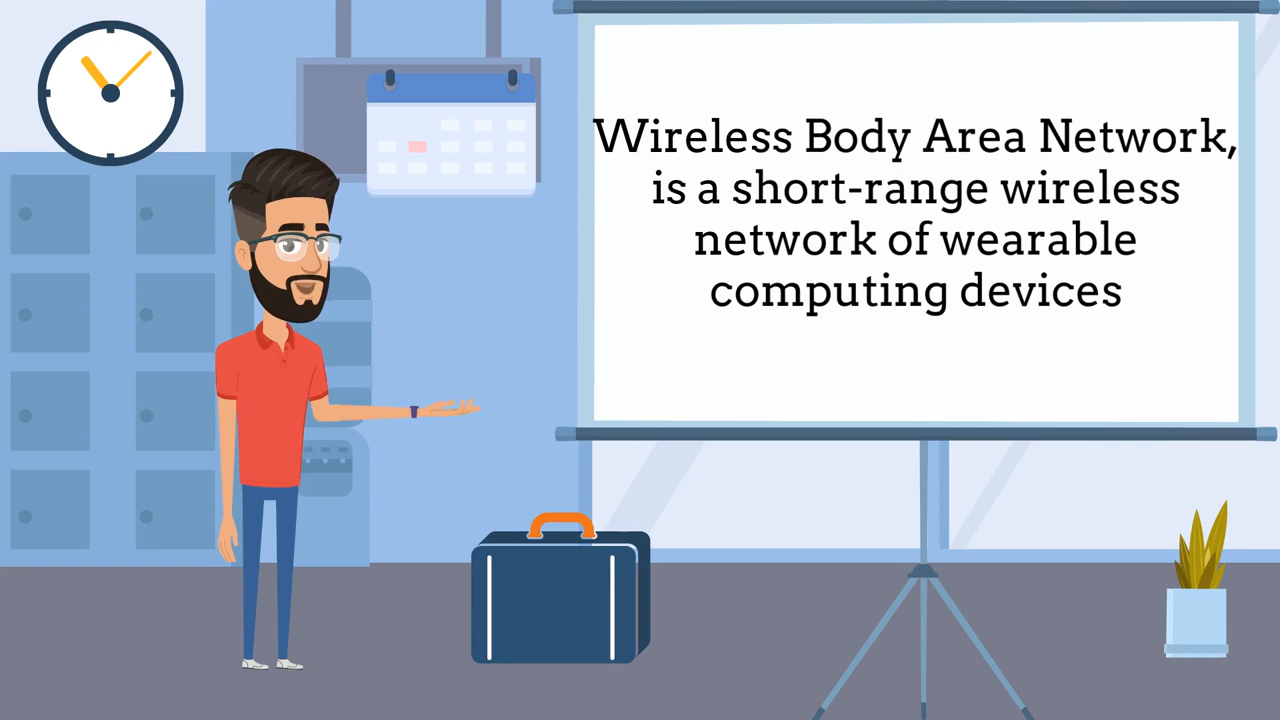 Wireless Body Area Network,
is a short-range wireless
network of wearable
computing devices